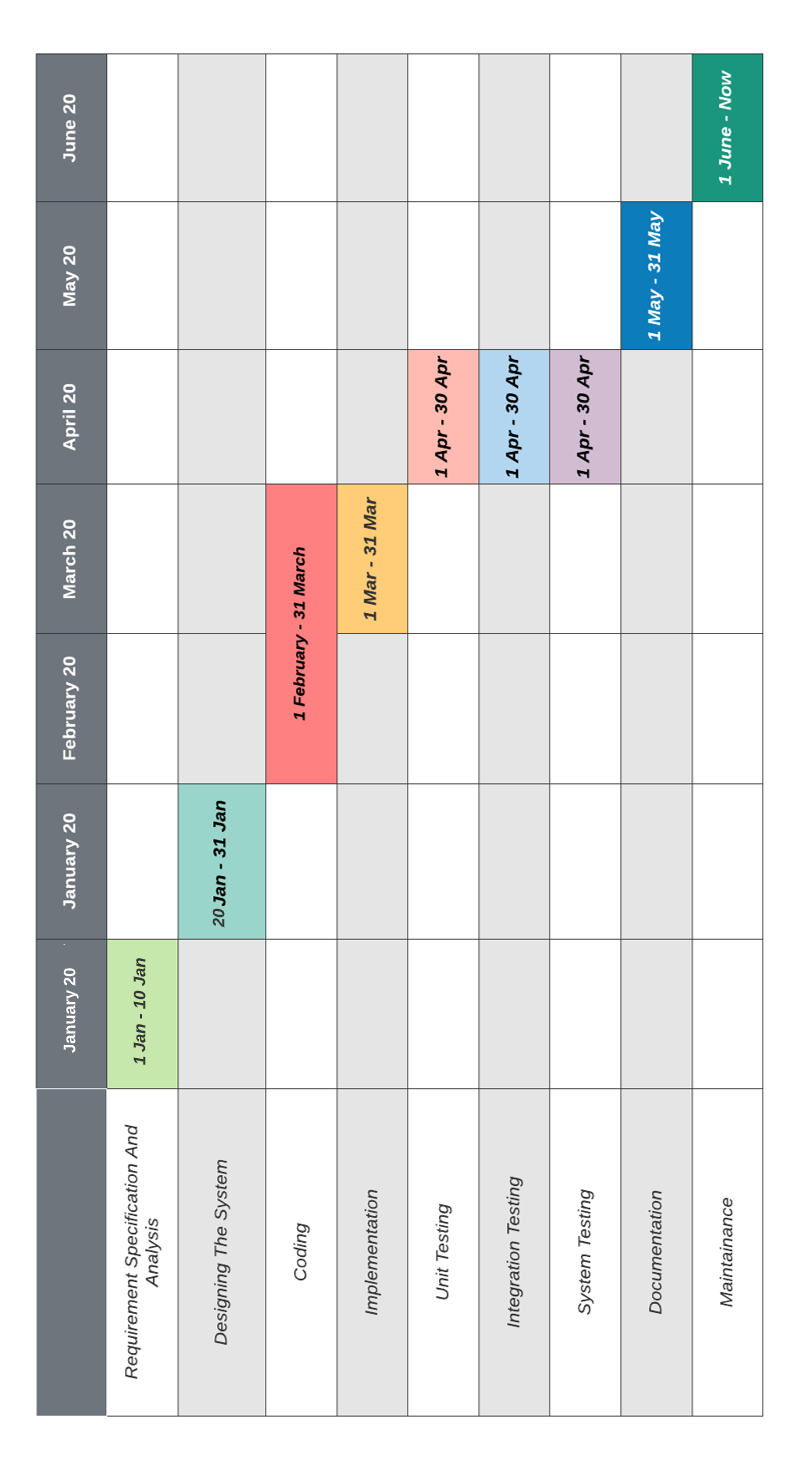 January 20
January 20
February 20
March 20
April 20
May 20
June 20
Requirement Specification And
Analysis
1 Jan - 10 Jan
Designing The System
20 Jan - 31 Jan
Coding
1 February - 31 March
Implementation
1 Mar - 31 Mar
Unit Testing
1 Apr - 30 Apr
Integration Testing
1 Apr - 30 Apr
System Testing
1 Apr - 30 Apr
Documentation
1 May - 31 May
Maintainance
1 June - Now